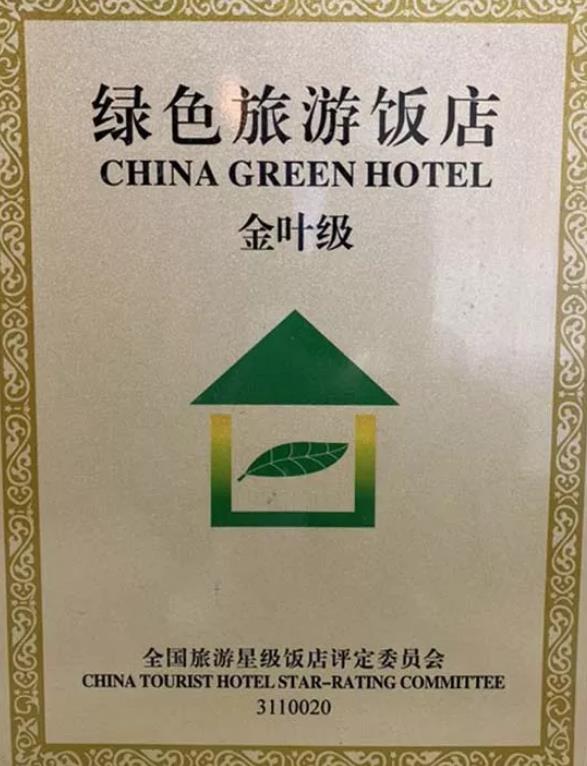 绿色旅游饭店
CHINA GREEN HOTEL
金叶级
全国旅游星级饭店评定委员会
CHINA TOURIST HOTEL STAR-RATING COMMITTEE
3110020